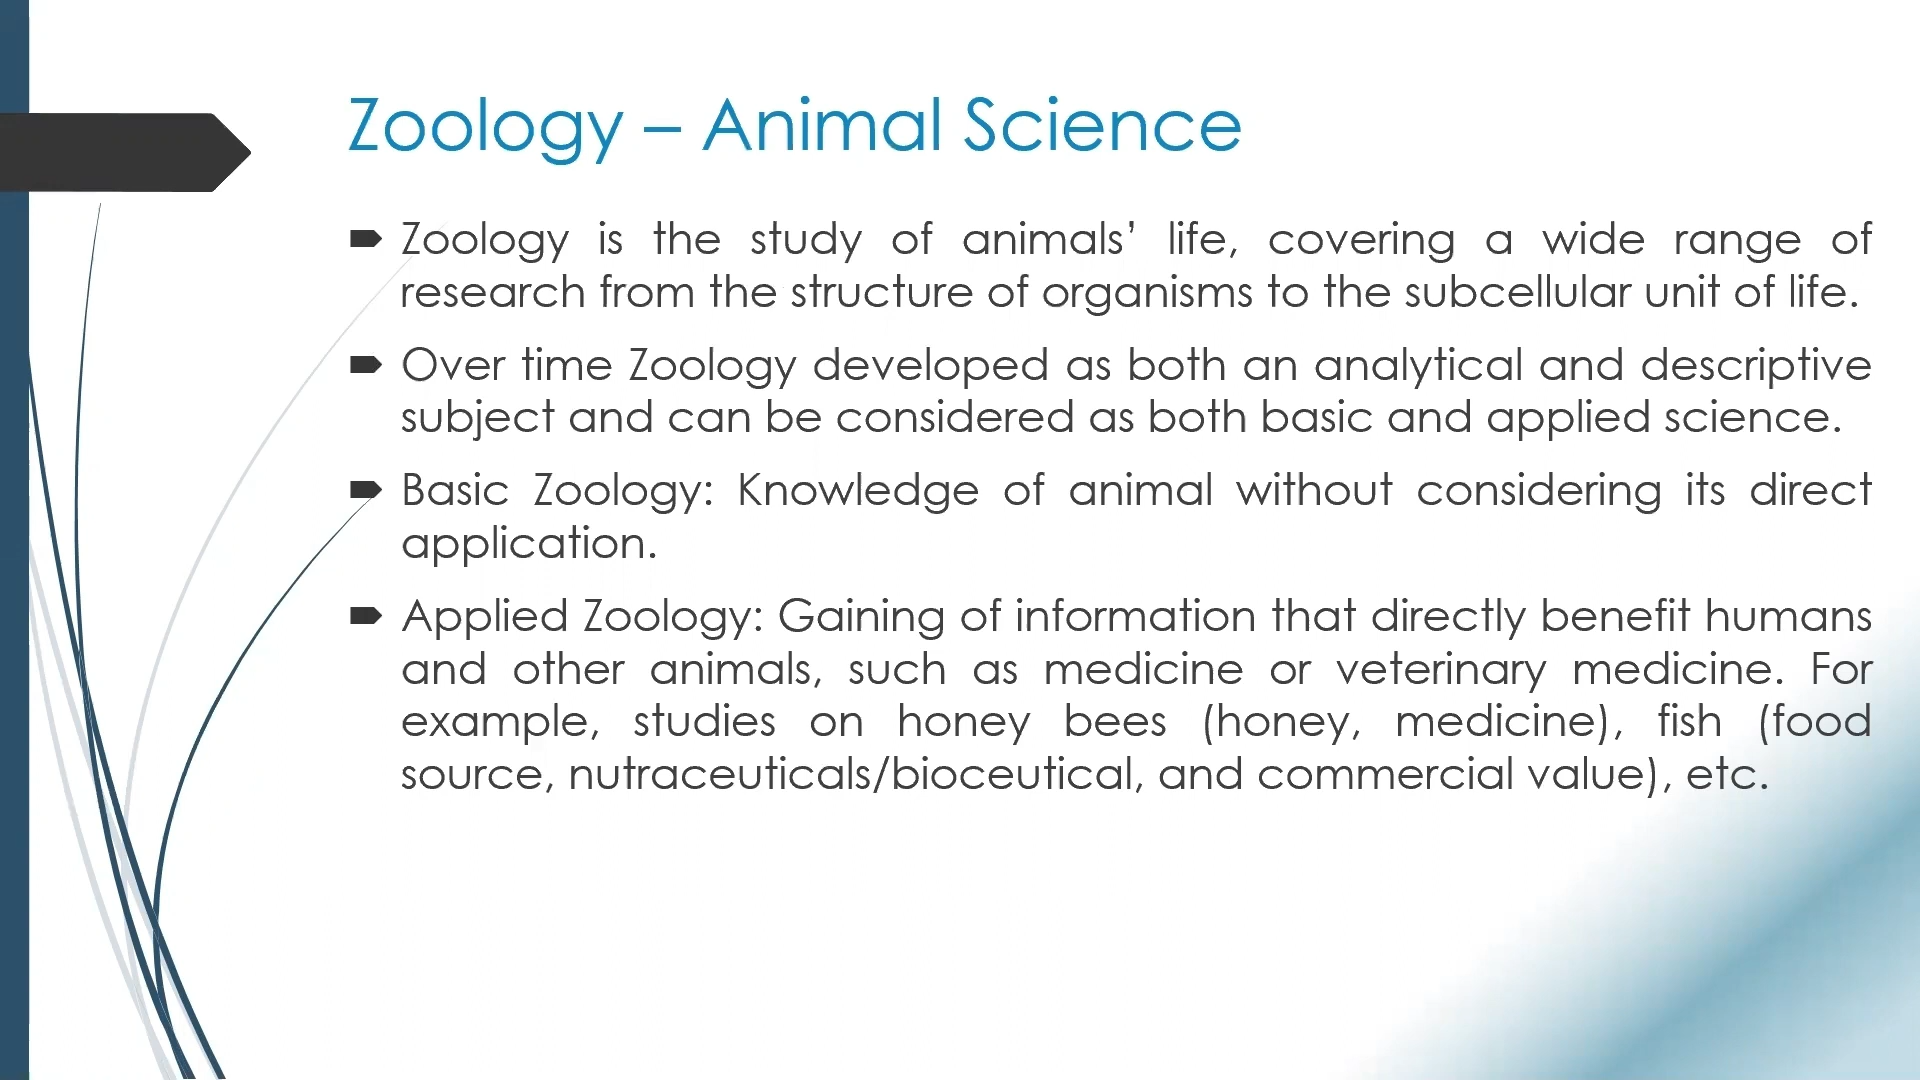 Zoology – Animal Science
Zoology is the study of animals’ life, covering a wide range of
research from the structure of organisms to the subcellular unit of life.
Over time Zoology developed as both an analytical and descriptive
subject and can be considered as both basic and applied science.
Basic Zoology: Knowledge of animal without considering its direct
application.
Applied Zoology: Gaining of information that directly benefit humans
and other animals, such as medicine or veterinary medicine. For
example, studies on honey bees (honey, medicine), fish (food
source, nutraceuticals/bioceutical, and commercial value), etc.